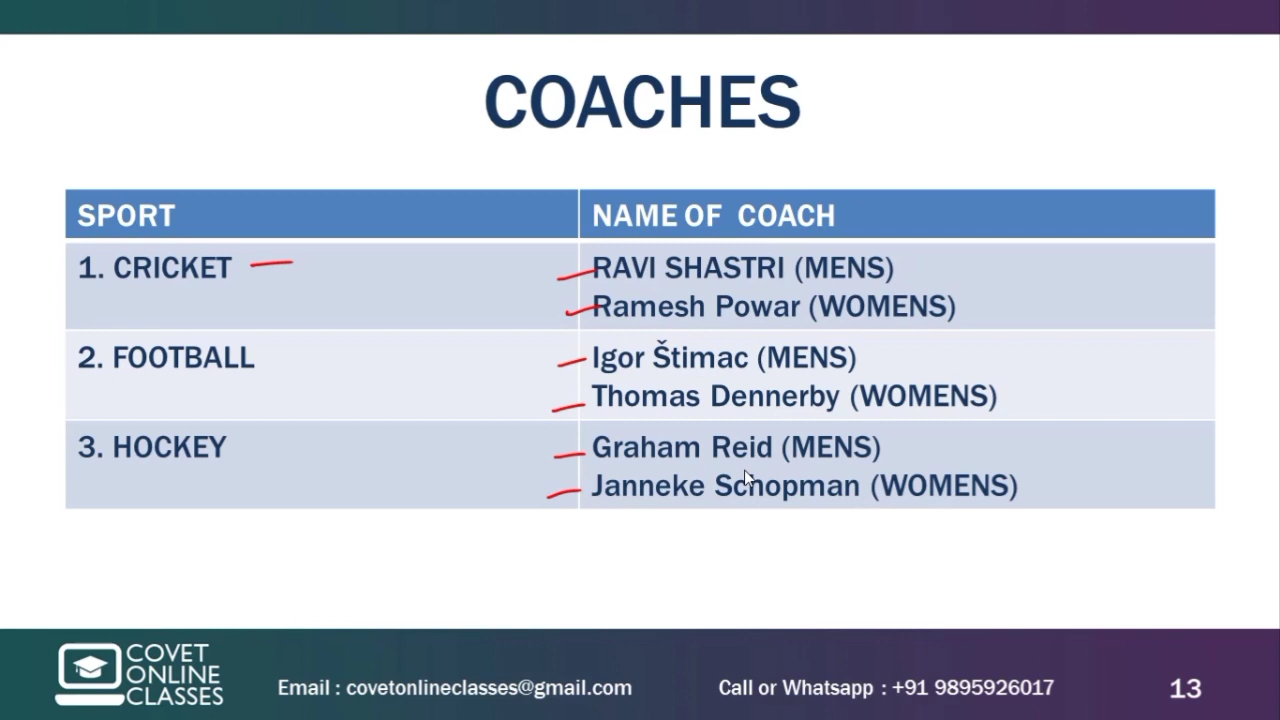 COACHES
SPORT
NAME OF COACH
1. CRICKET
RAVI SHASTRI (MENS)
Ramesh Powar (WOMENS)
2. FOOTBALL
Igor Štimac (MENS)
Thomas Dennerby (WOMENS)
3. HOCKEY
Graham Reid (MENS)
Janneke Schopman (WOMENS)
COVET
ONLINE
CLASSES
Email : covetonlineclasses@gmail.com
Call or Whatsapp : +91 9895926017
13